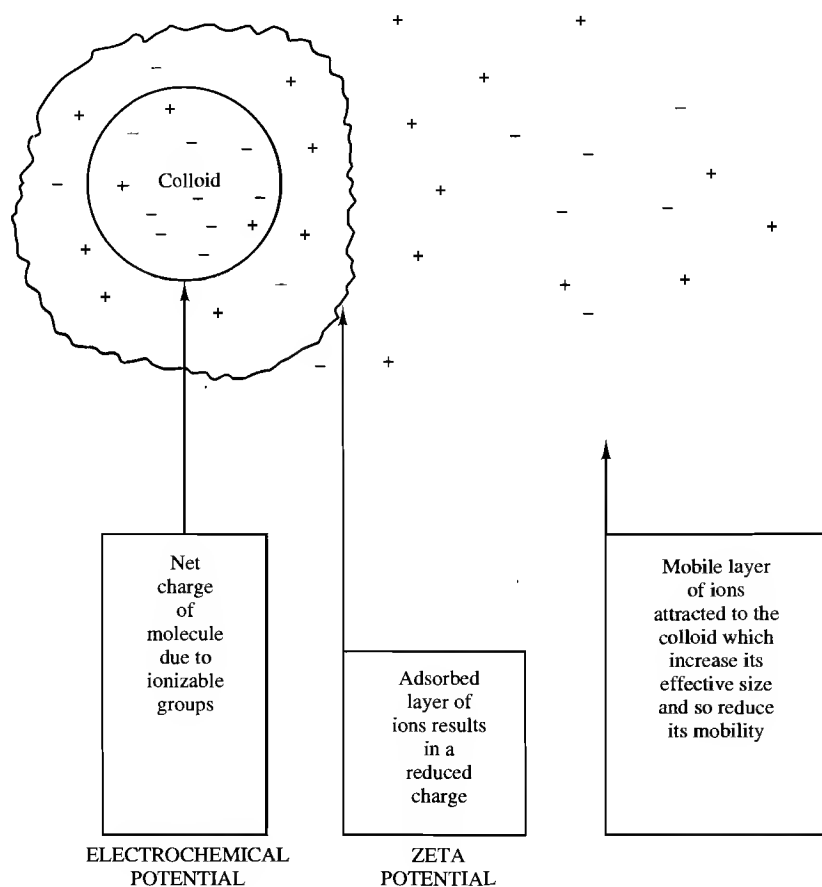 Colloid
Net
charge
of
molecule
due to
ionizable
groups
ELECTROCHEMICAL
POTENTIAL
Adsorbed
layer of
ions results
in a
reduced
charge
ZETA
POTENTIAL
Mobile layer
of ions
attracted to the
colloid which
increase its
effective size
and so reduce
its mobility